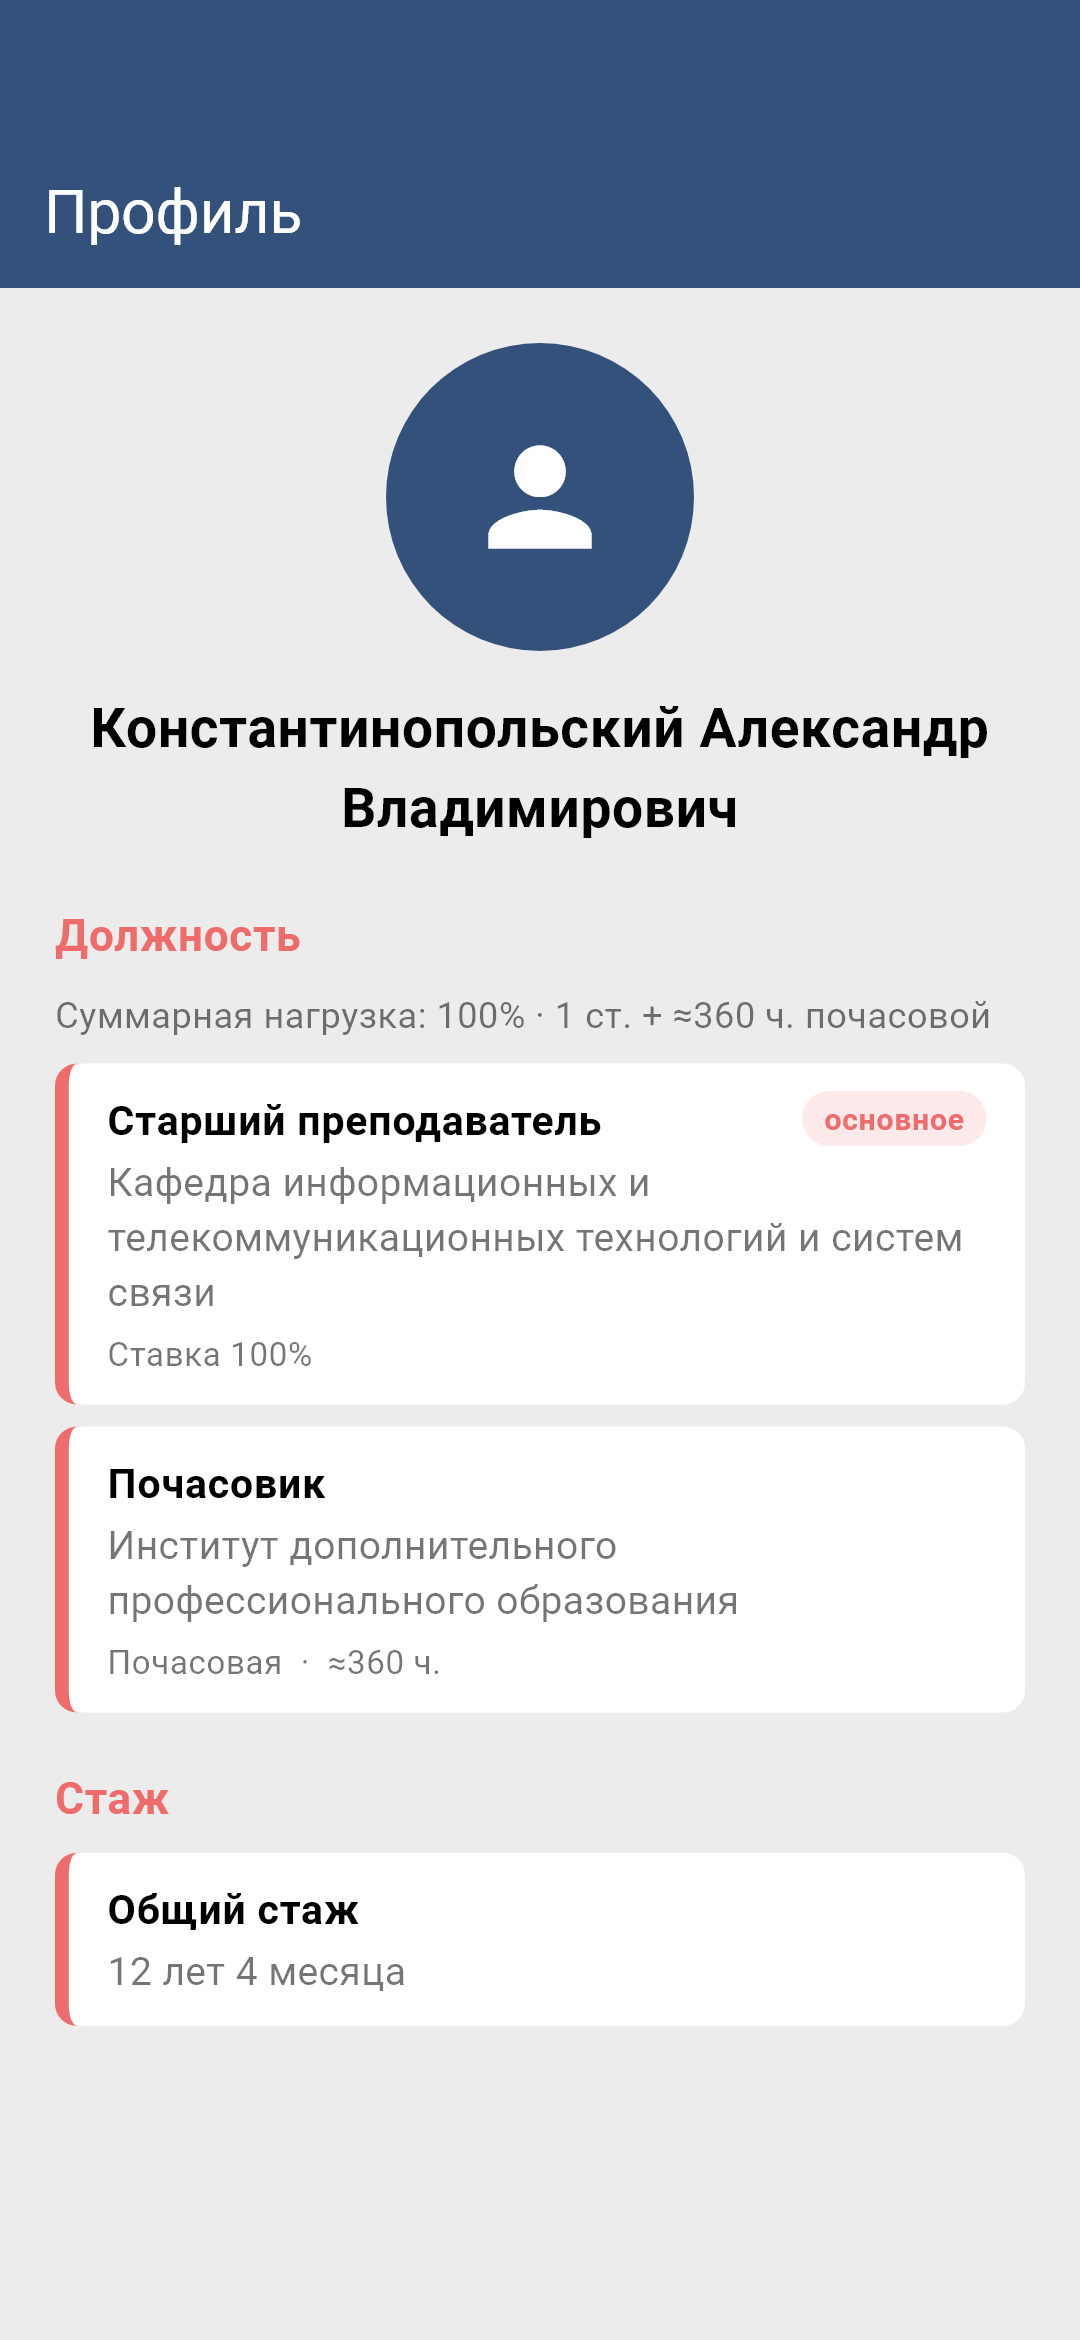 Профиль
Константинопольский Александр
Владимирович
Должность
Суммарная нагрузка: 100% · 1 ст. + ≈360 ч. почасовой
Старший преподаватель
основное
Кафедра информационных и
телекоммуникационных технологий и систем
связи
Ставка 100%
Почасовик
Институт дополнительного
профессионального образования
Почасовая · ≈360 ч.
Стаж
Общий стаж
12 лет 4 месяца